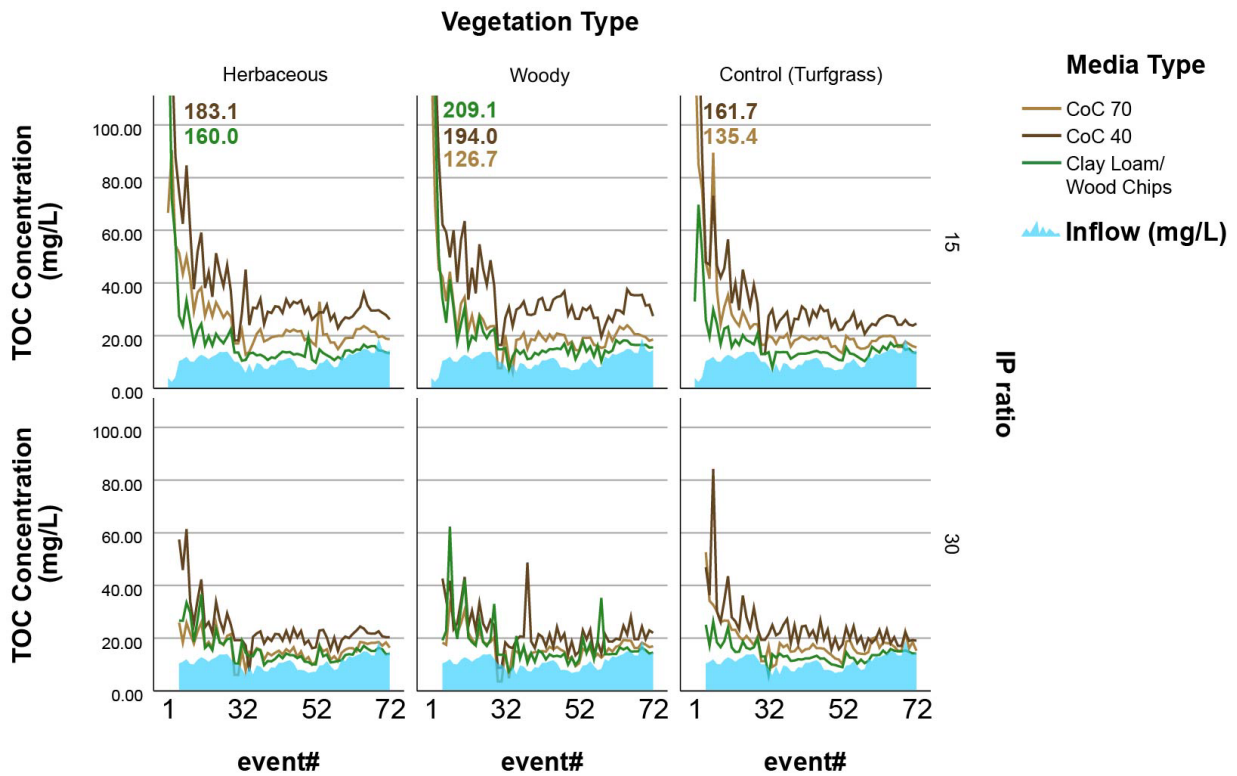 Vegetation Type
Herbaceous
Woody
Control (Turfgrass)
Media Type
CoC 70
CoC 40
Clay Loam/
Wood Chips
Inflow (mg/L)
TOC Concentration
(mg/L)
100.00
80.00
60.00
40.00
20.00
0.00
183.1
160.0
209.1
194.0
126.7
161.7
135.4
15
IP ratio
TOC Concentration
(mg/L)
100.00
80.00
60.00
40.00
20.00
0.00
30
1 32 52 72
1 32 52 72
1 32 52 72
event#
event#
event#